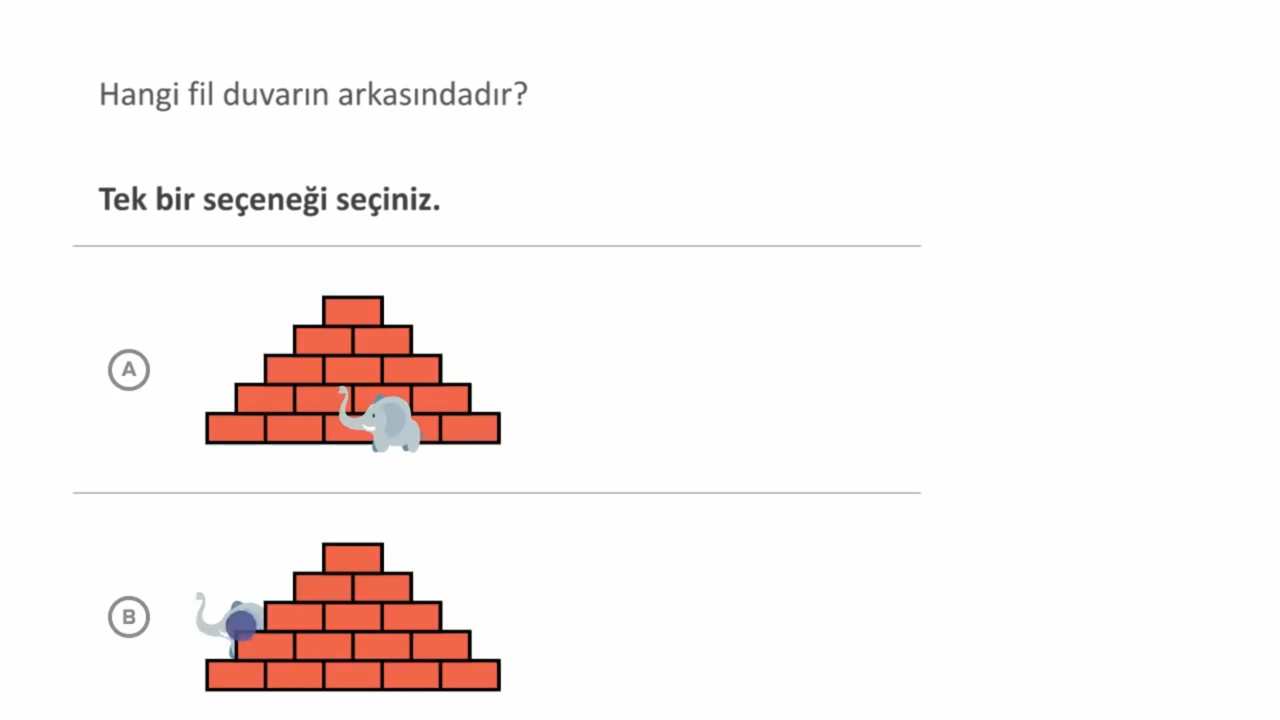 Hangi fil duvarın arkasındadır?
Tek bir seçeneği seçiniz.
A
B